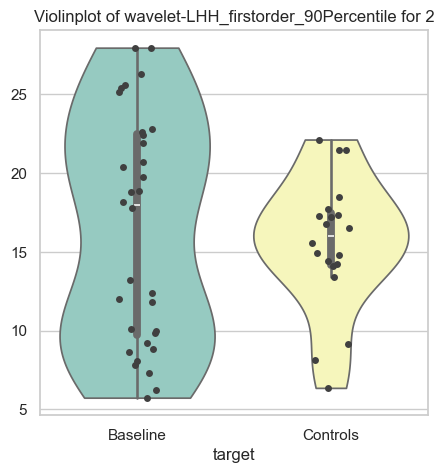 Violinplot of wavelet-LHH_firstorder_90Percentile for 2
25
20
15
10
5
Baseline
Controls
target